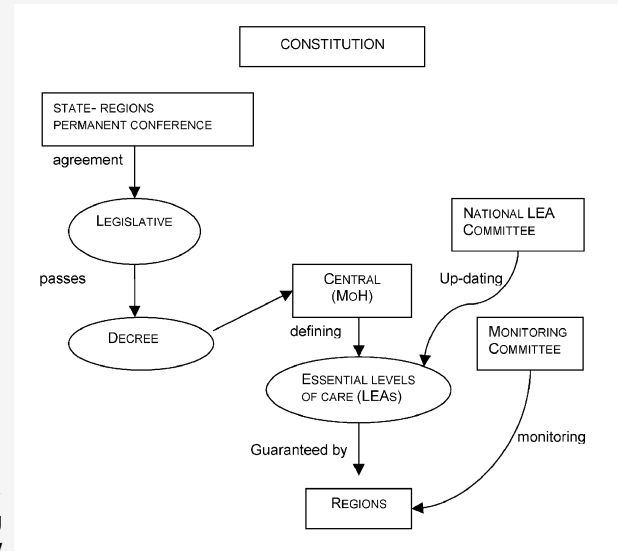 CONSTITUTION
STATE- REGIONS
PERMANENT CONFERENCE
agreement
LEGISLATIVE
passes
DECREE
CENTRAL
(MOH)
defining
NATIONAL LEA
COMMITTEE
Up-dating
MONITORING
COMMITTEE
ESSENTIAL LEVELS
OF CARE (LEAS)
Guaranteed by
monitoring
REGIONS